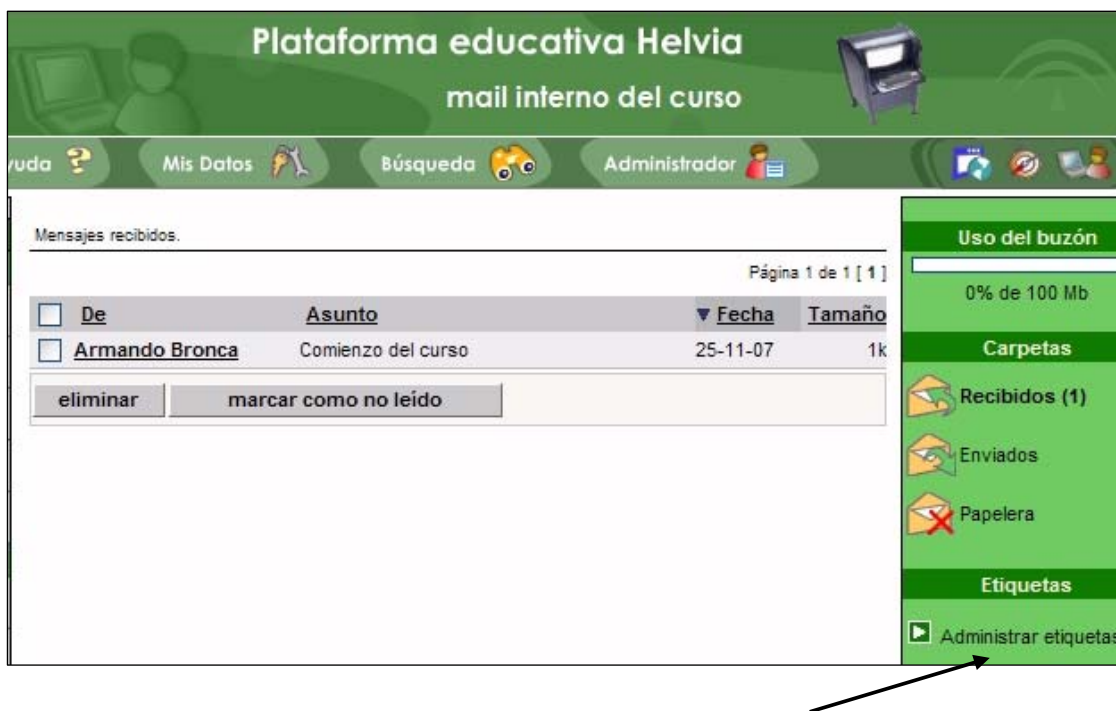 Plataforma educativa Helvia
mail interno del curso
yuda Mis Datos Búsqueda Administrador
Mensajes recibidos.
Página 1 de 1 [ 1 ]
De Asunto ▼ Fecha Tamaño
Armando Bronca Comienzo del curso 25-11-07 1k
eliminar marcar como no leído
Uso del buzón
0% de 100 Mb
Carpetas
Recibidos (1)
Enviados
Papelera
Etiquetas
Administrar etiquetas